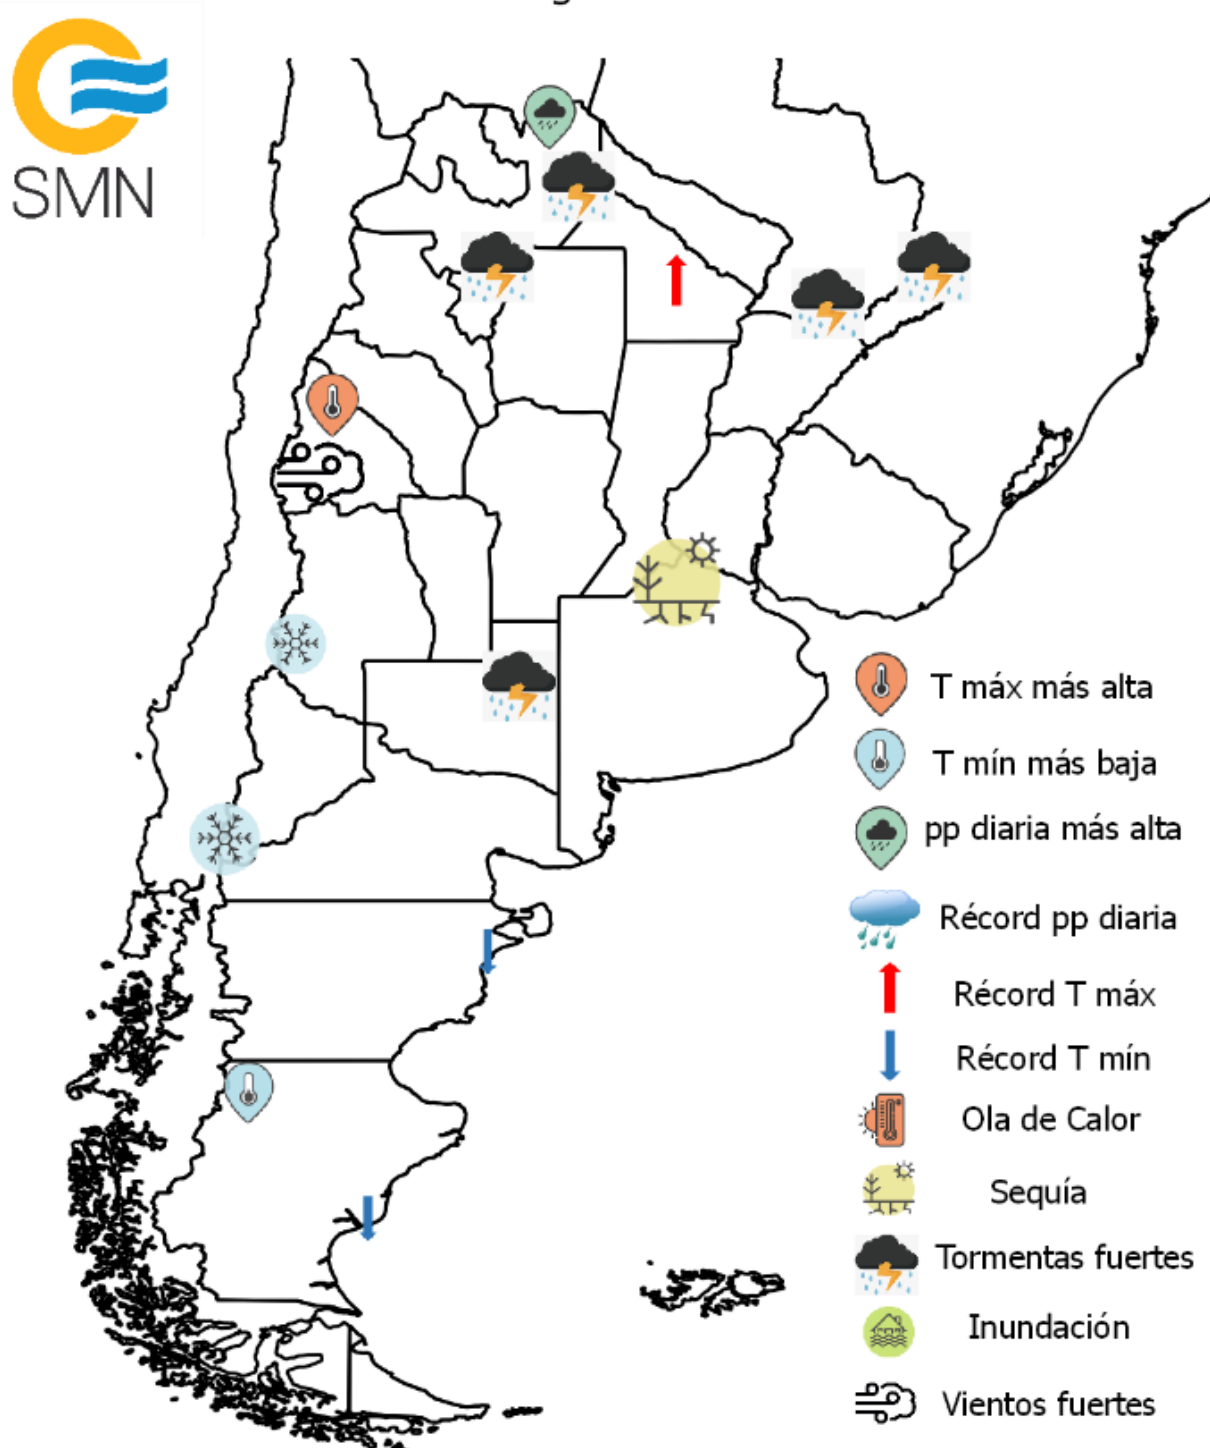 SMN
T máx más alta
T mín más baja
pp diaria más alta
Récord pp diaria
Récord T máx
Récord T mín
Ola de Calor
Sequía
Tormentas fuertes
Inundación
Vientos fuertes